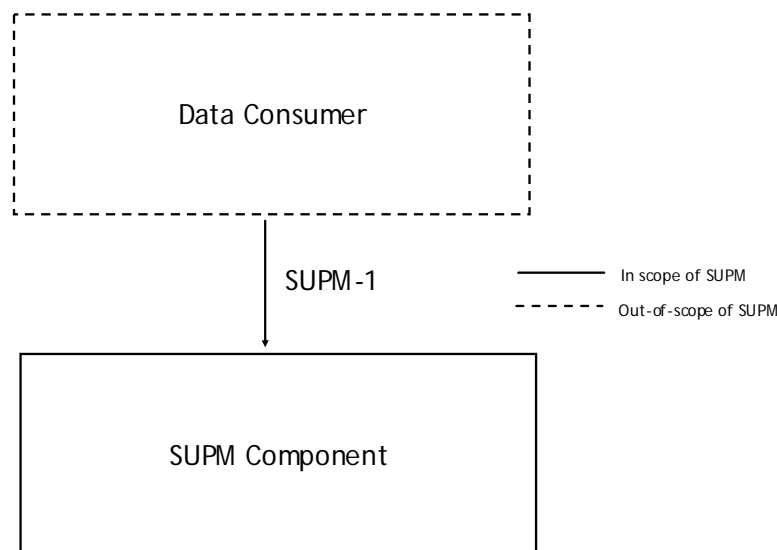 Data Consumer
SUPM-1
In scope of SUPM
Out-of-scope of SUPM
SUPM Component